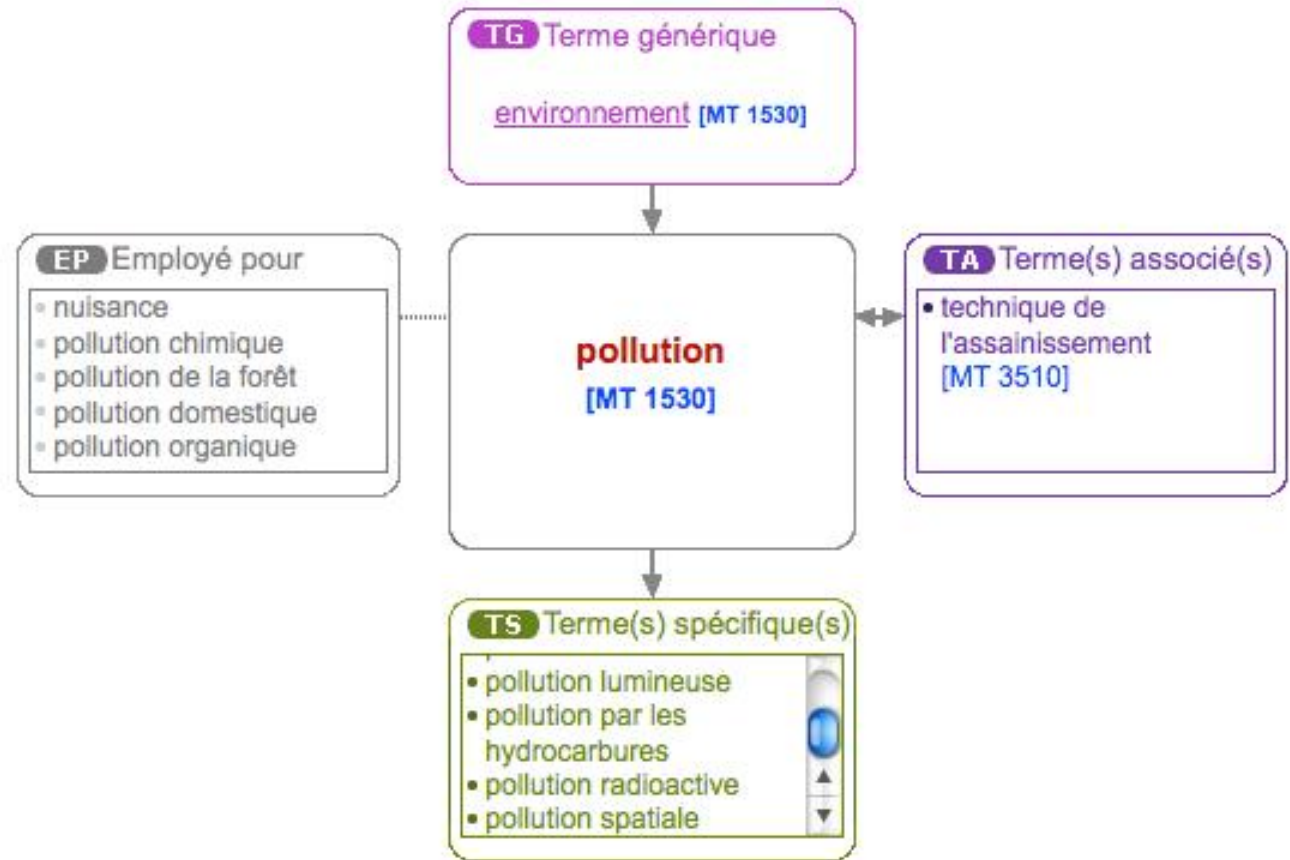 TG Terme générique
environnement [MT 1530]
EP Employé pour
nuisance
pollution chimique
pollution de la forêt
pollution domestique
pollution organique
pollution
[MT 1530]
TA Terme(s) associé(s)
technique de
l'assainissement
[MT 3510]
TS Terme(s) spécifique(s)
pollution lumineuse
pollution par les
hydrocarbures
pollution radioactive
pollution spatiale